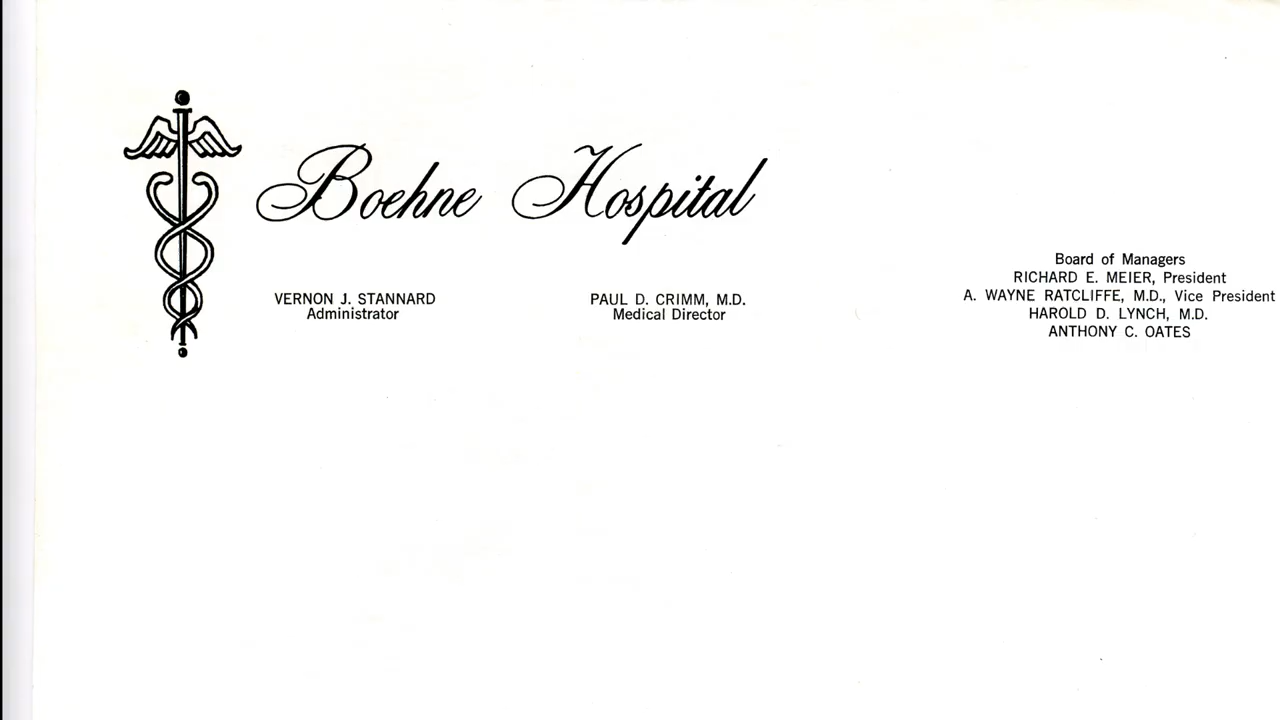 Boehne Hospital
VERNON J. STANNARD
Administrator
PAUL D. CRIMM, M.D.
Medical Director
Board of Managers
RICHARD E. MEIER, President
A. WAYNE RATCLIFFE, M.D., Vice President
HAROLD D. LYNCH, M.D.
ANTHONY C. OATES